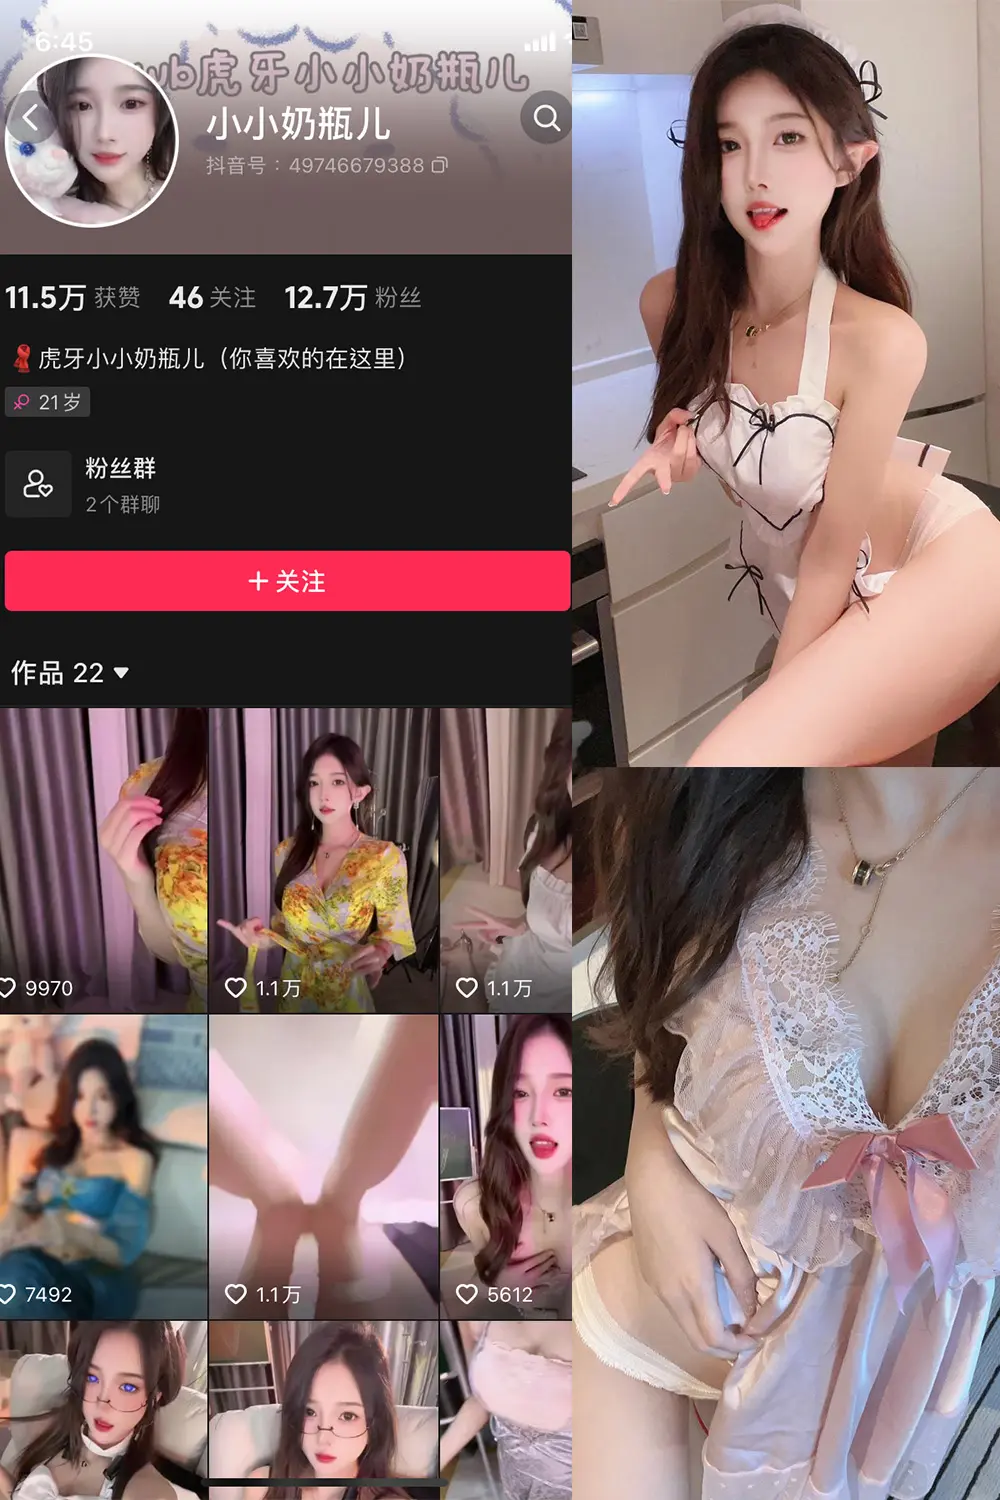 6:45
wb虎牙小小奶瓶儿
小小奶瓶儿
抖音号：49746679388
11.5万 获赞 46 关注 12.7万 粉丝
虎牙小小奶瓶儿（你喜欢的在这里）
21岁
粉丝群
2个群聊
+ 关注
作品 22
9970
1.1万
1.1万
7492
1.1万
5612